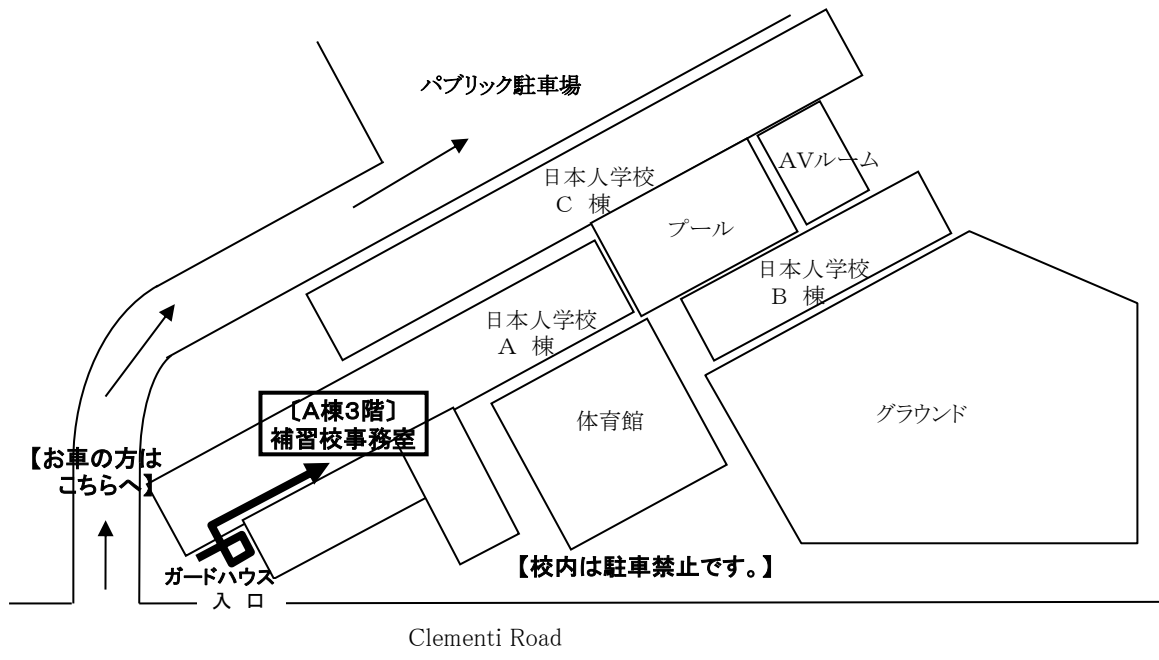 パブリック駐車場
AVルーム
日本人学校
C 棟
プール
日本人学校
B 棟
日本人学校
A 棟
〔A棟3階〕
補習校事務室
体育館
グラウンド
【お車の方は
こちらへ】
【校内は駐車禁止です。】
ガードハウス
入 口
Clementi Road